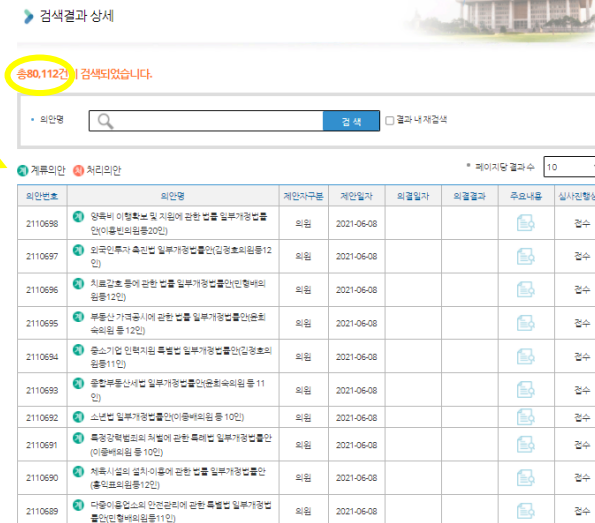 검색결과 상세
총80,112건이 검색되었습니다.
의안명
검 색
결과 내 재검색
계 계류의안 처 처리의안
* 페이지당 결과 수 10
의안번호 의안명 제안자구분 제안일자 의결일자 의결결과 주요내용 심사진행상
2110698 계 양육비 이행확보 및 지원에 관한 법률 일부개정법률
안(이용빈의원등20인) 의원 2021-06-08 접수
2110697 계 외국인투자 촉진법 일부개정법률안(김정호의원등12
인) 의원 2021-06-08 접수
2110696 계 치료감호 등에 관한 법률 일부개정법률안(민형배의
원등12인) 의원 2021-06-08 접수
2110695 계 부동산 가격공시에 관한 법률 일부개정법률안(윤희
숙의원 등 12인) 의원 2021-06-08 접수
2110694 계 중소기업 인력지원 특별법 일부개정법률안(김정호의
원등11인) 의원 2021-06-08 접수
2110693 계 종합부동산세법 일부개정법률안(윤희숙의원 등 11
인) 의원 2021-06-08 접수
2110692 계 소년법 일부개정법률안(이종배의원 등 10인) 의원 2021-06-08 접수
2110691 계 특정강력범죄의 처벌에 관한 특례법 일부개정법률안
(이종배의원 등 10인) 의원 2021-06-08 접수
2110690 계 체육시설의 설치·이용에 관한 법률 일부개정법률안
(홍익표의원등12인) 의원 2021-06-08 접수
2110689 계 다중이용업소의 안전관리에 관한 특별법 일부개정법
률안(민형배의원등11인) 의원 2021-06-08 접수